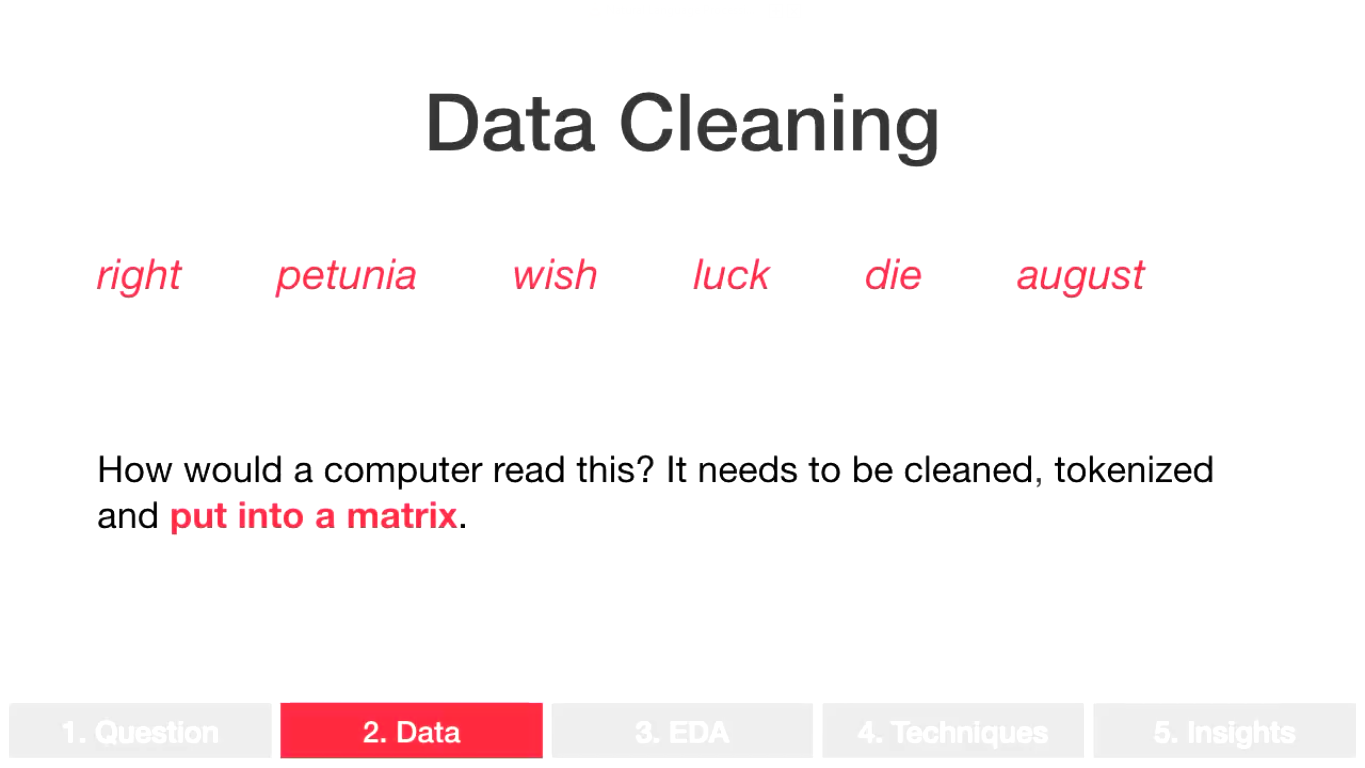 Data Cleaning
right petunia wish luck die august
How would a computer read this? It needs to be cleaned, tokenized
and put into a matrix.
1. Question 2. Data 3. EDA 4. Techniques 5. Insights